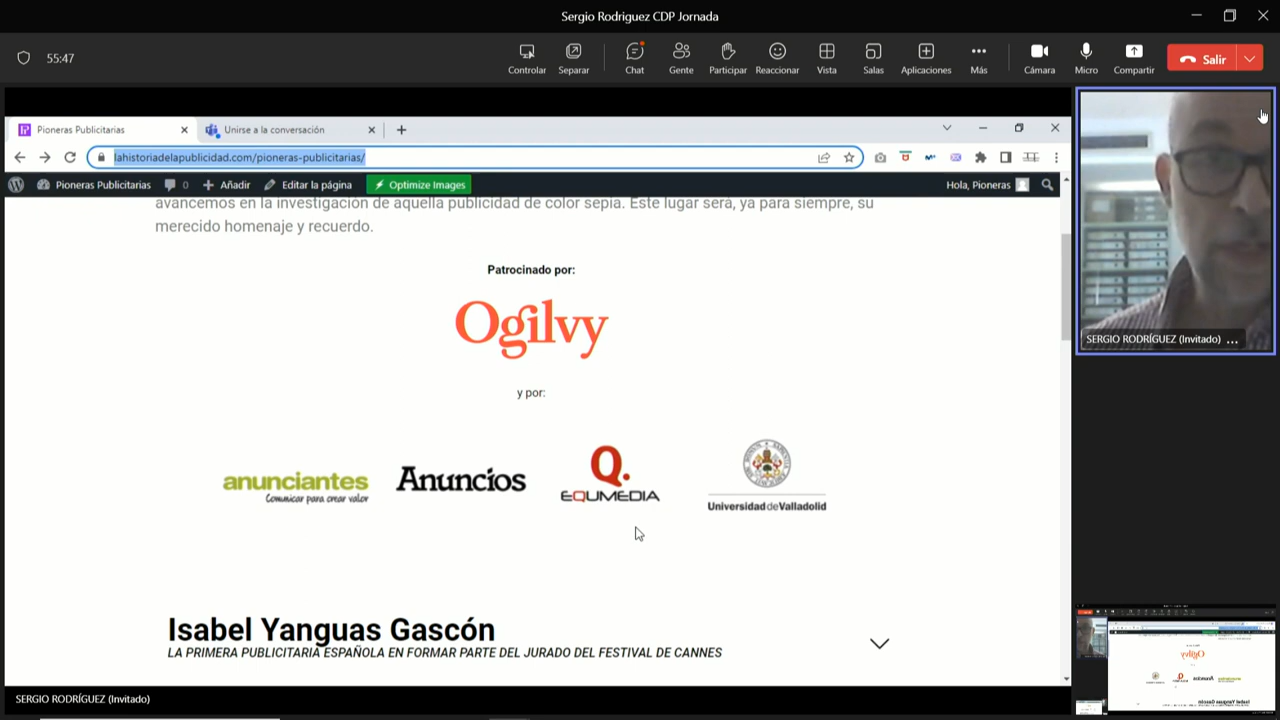 Sergio Rodriguez CDP Jornada
55:47
Controlar Separar Chat Gente Participar Reaccionar Vista Salas Aplicaciones Más Cámara Micro Compartir Salir
Pioneras Publicitarias Unirse a la conversación
lahistoriadelapublicidad.com/pioneras-publicitarias/
Pioneras Publicitarias 0 Añadir Editar la página Optimize Images Hola, Pioneras
avancemos en la investigación de aquella publicidad de color sepia. Este lugar será, ya para siempre, su
merecido homenaje y recuerdo.
Patrocinado por:
Ogilvy
y por:
anunciantes
Comunicar para crear valor
Anuncios
Q.
EQUMEDIA
Universidad de Valladolid
Isabel Yanguas Gascón
LA PRIMERA PUBLICITARIA ESPAÑOLA EN FORMAR PARTE DEL JURADO DEL FESTIVAL DE CANNES
SERGIO RODRÍGUEZ (Invitado) ...
SERGIO RODRÍGUEZ (Invitado)